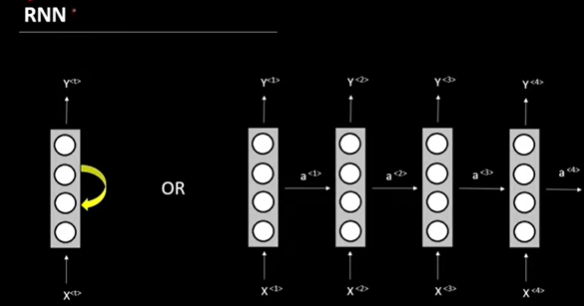 RNN
Y<t> Y<1> Y<2> Y<3> Y<4>
OR
a<1> a<2> a<3> a<4>
X<t> X<1> X<2> X<3> X<4>